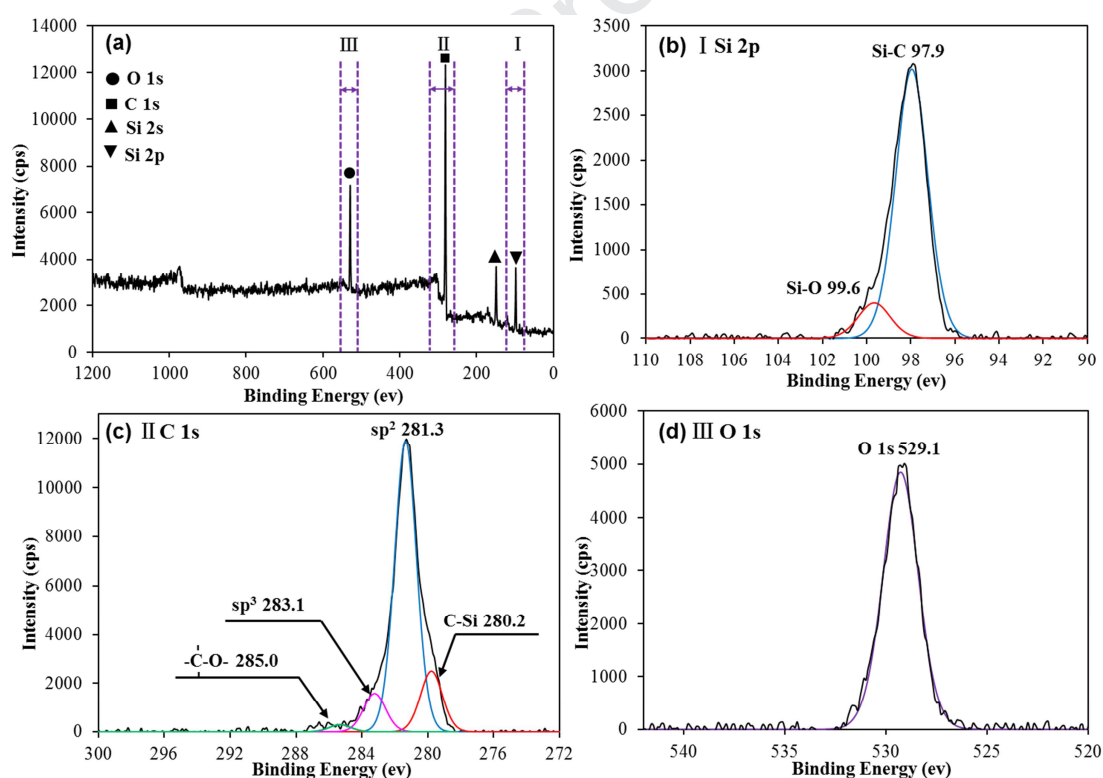 (a)
III
II
I
● O 1s
■ C 1s
▲ Si 2s
▼ Si 2p
14000
12000
10000
8000
6000
4000
2000
0
Intensity (cps)
1200 1000 800 600 400 200 0
Binding Energy (ev)
(b) I Si 2p
Si-C 97.9
Si-O 99.6
3500
3000
2500
2000
1500
1000
500
0
Intensity (cps)
110 108 106 104 102 100 98 96 94 92 90
Binding Energy (ev)
(c) II C 1s
sp² 281.3
sp³ 283.1
C-Si 280.2
-C-O- 285.0
12000
10000
8000
6000
4000
2000
0
Intensity (cps)
300 296 292 288 284 280 276 272
Binding Energy (ev)
(d) III O 1s
O 1s 529.1
6000
5000
4000
3000
2000
1000
0
Intensity (cps)
540 535 530 525 520
Binding Energy (ev)